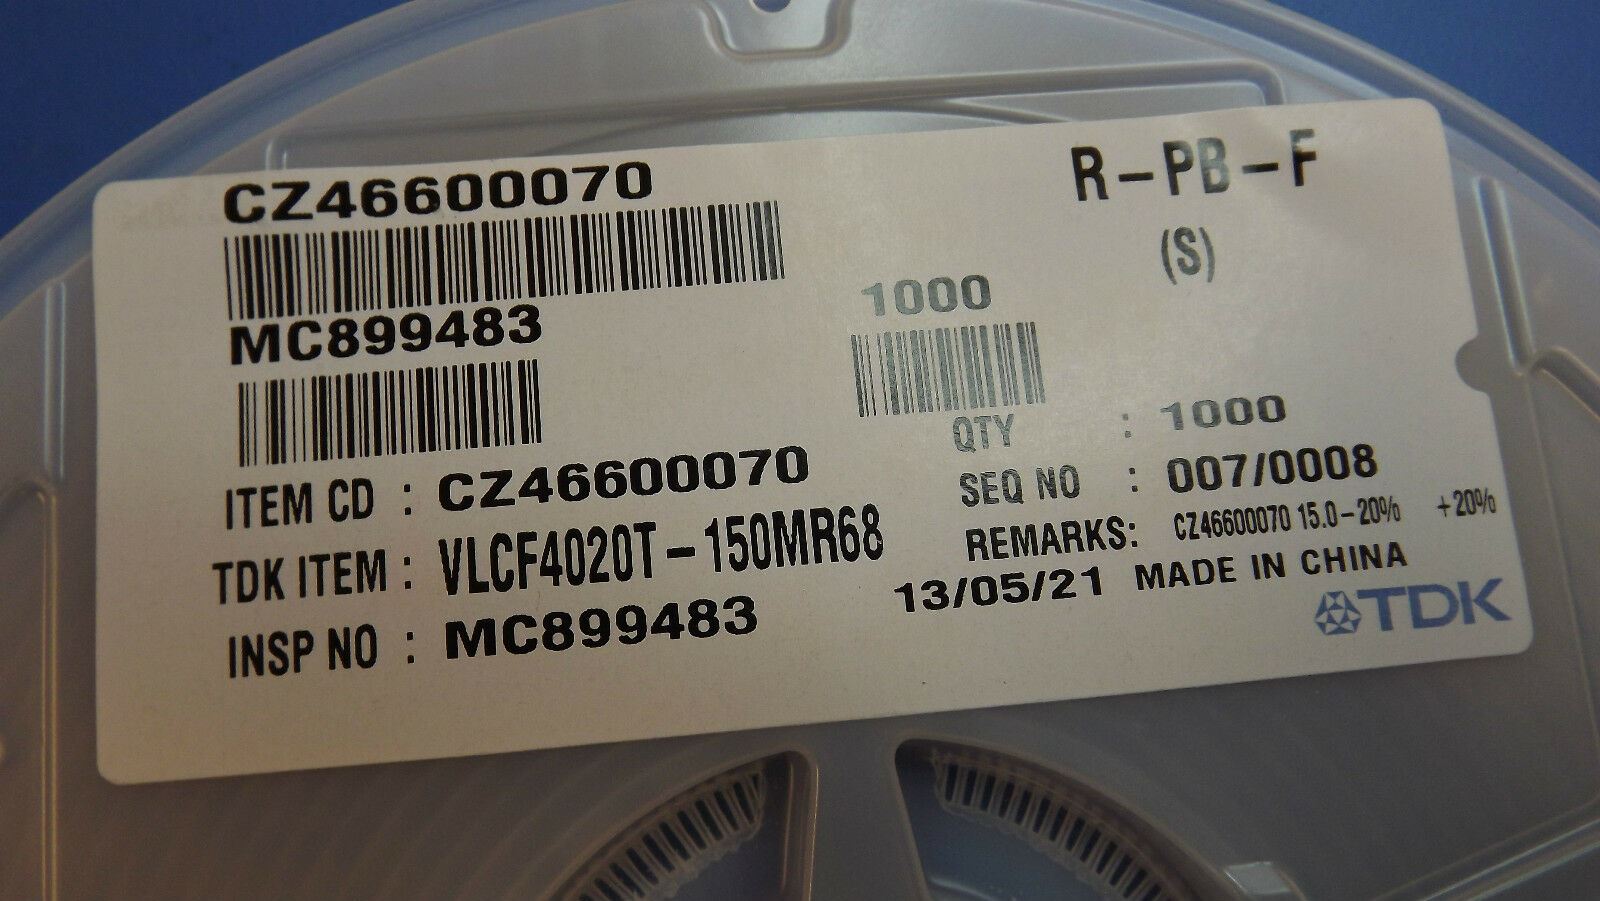 CZ46600070
R-PB-F
(S)
MC899483
1000
QTY : 1000
ITEM CD : CZ46600070
SEQ NO : 007/0008
TDK ITEM : VLCF4020T-150MR68
REMARKS: CZ46600070 15.0-20% +20%
INSP NO : MC899483
13/05/21 MADE IN CHINA
TDK